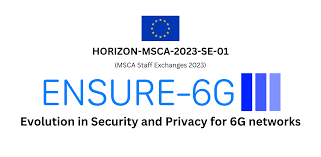 HORIZON-MSCA-2023-SE-01
(MSCA Staff Exchanges 2023)
ENSURE-6G
Evolution in Security and Privacy for 6G networks